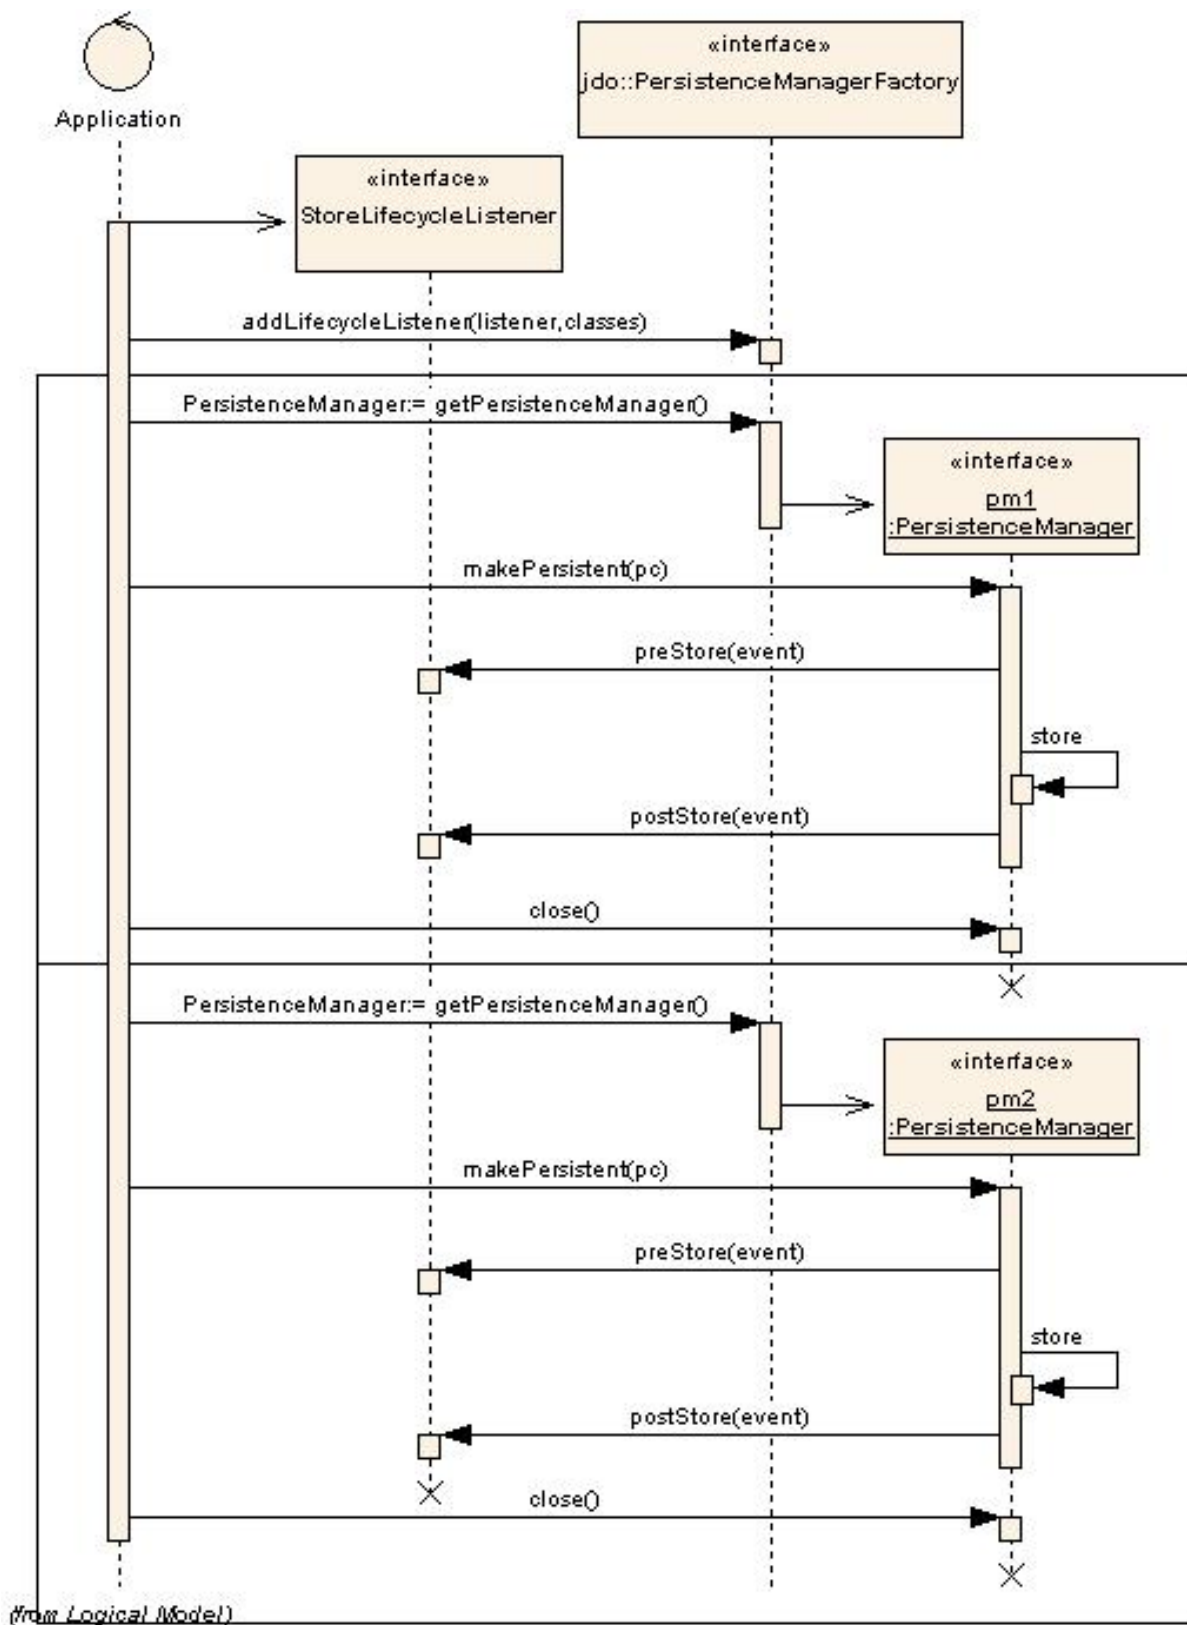 «interface»
jdo::PersistenceManagerFactory
Application
«interface»
StoreLifecycleListener
addLifecycleListener(listener,classes)
PersistenceManager:= getPersistenceManager()
«interface»
pm1
:PersistenceManager
makePersistent(pc)
preStore(event)
store
postStore(event)
close()
PersistenceManager:= getPersistenceManager()
«interface»
pm2
:PersistenceManager
makePersistent(pc)
preStore(event)
store
postStore(event)
close()
(from Logical Model)